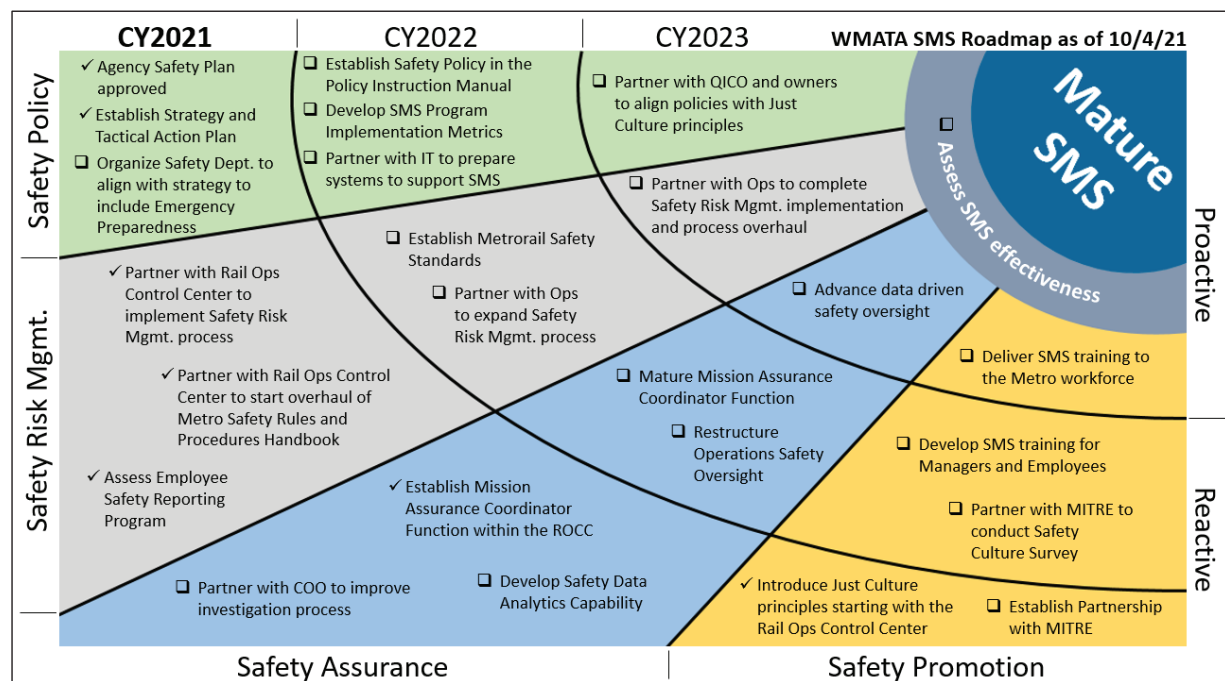 CY2021
CY2022
CY2023
WMATA SMS Roadmap as of 10/4/21
Safety Policy
✓ Agency Safety Plan
approved
✓ Establish Strategy and
Tactical Action Plan
❑ Organize Safety Dept. to
align with strategy to
include Emergency
Preparedness
❑ Establish Safety Policy in the
Policy Instruction Manual
❑ Develop SMS Program
Implementation Metrics
❑ Partner with IT to prepare
systems to support SMS
❑ Partner with QICO and owners
to align policies with Just
Culture principles
Mature
SMS
❑ Assess SMS effectiveness
Safety Risk Mgmt.
✓ Partner with Rail Ops
Control Center to
implement Safety Risk
Mgmt. process
✓ Partner with Rail Ops Control
Center to start overhaul of
Metro Safety Rules and
Procedures Handbook
✓ Assess Employee
Safety Reporting
Program
❑ Establish Metrorail Safety
Standards
❑ Partner with Ops
to expand Safety
Risk Mgmt. process
❑ Partner with Ops to complete
Safety Risk Mgmt. implementation
and process overhaul
❑ Partner with COO to improve
investigation process
✓ Establish Mission
Assurance Coordinator
Function within the ROCC
❑ Develop Safety Data
Analytics Capability
❑ Mature Mission Assurance
Coordinator Function
❑ Restructure
Operations Safety
Oversight
❑ Advance data driven
safety oversight
❑ Deliver SMS training to
the Metro workforce
❑ Develop SMS training for
Managers and Employees
❑ Partner with MITRE to
conduct Safety
Culture Survey
✓ Introduce Just Culture
principles starting with the
Rail Ops Control Center
❑ Establish Partnership
with MITRE
Proactive
Reactive
Safety Assurance
Safety Promotion